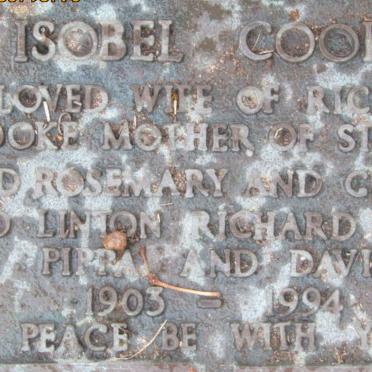 ISOBEL COO
LOVED WIFE OF RIC
OOKE MOTHER OF ST
D ROSEMARY AND C
D LINTON RICHARD
PIPPA AND DAVI
1903 - 1994
PEACE BE WITH Y